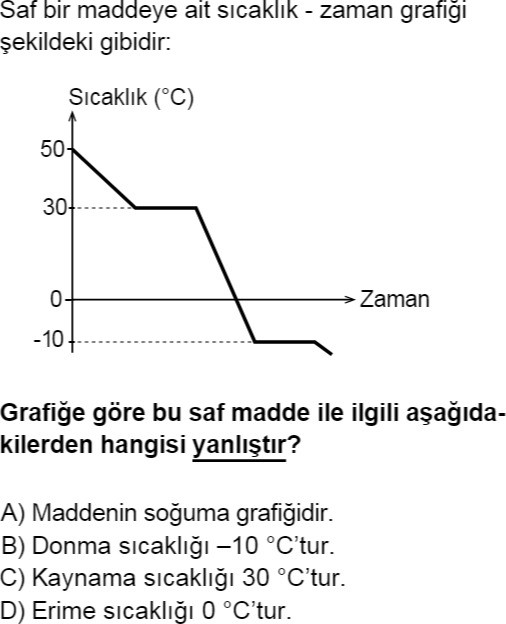 Saf bir maddeye ait sıcaklık - zaman grafiği
şekildeki gibidir:
Sıcaklık (°C)
50
30
0
Zaman
-10
Grafiğe göre bu saf madde ile ilgili aşağıda-
kilerden hangisi yanlıştır?
A) Maddenin soğuma grafiğidir.
B) Donma sıcaklığı –10 °C’tur.
C) Kaynama sıcaklığı 30 °C’tur.
D) Erime sıcaklığı 0 °C’tur.